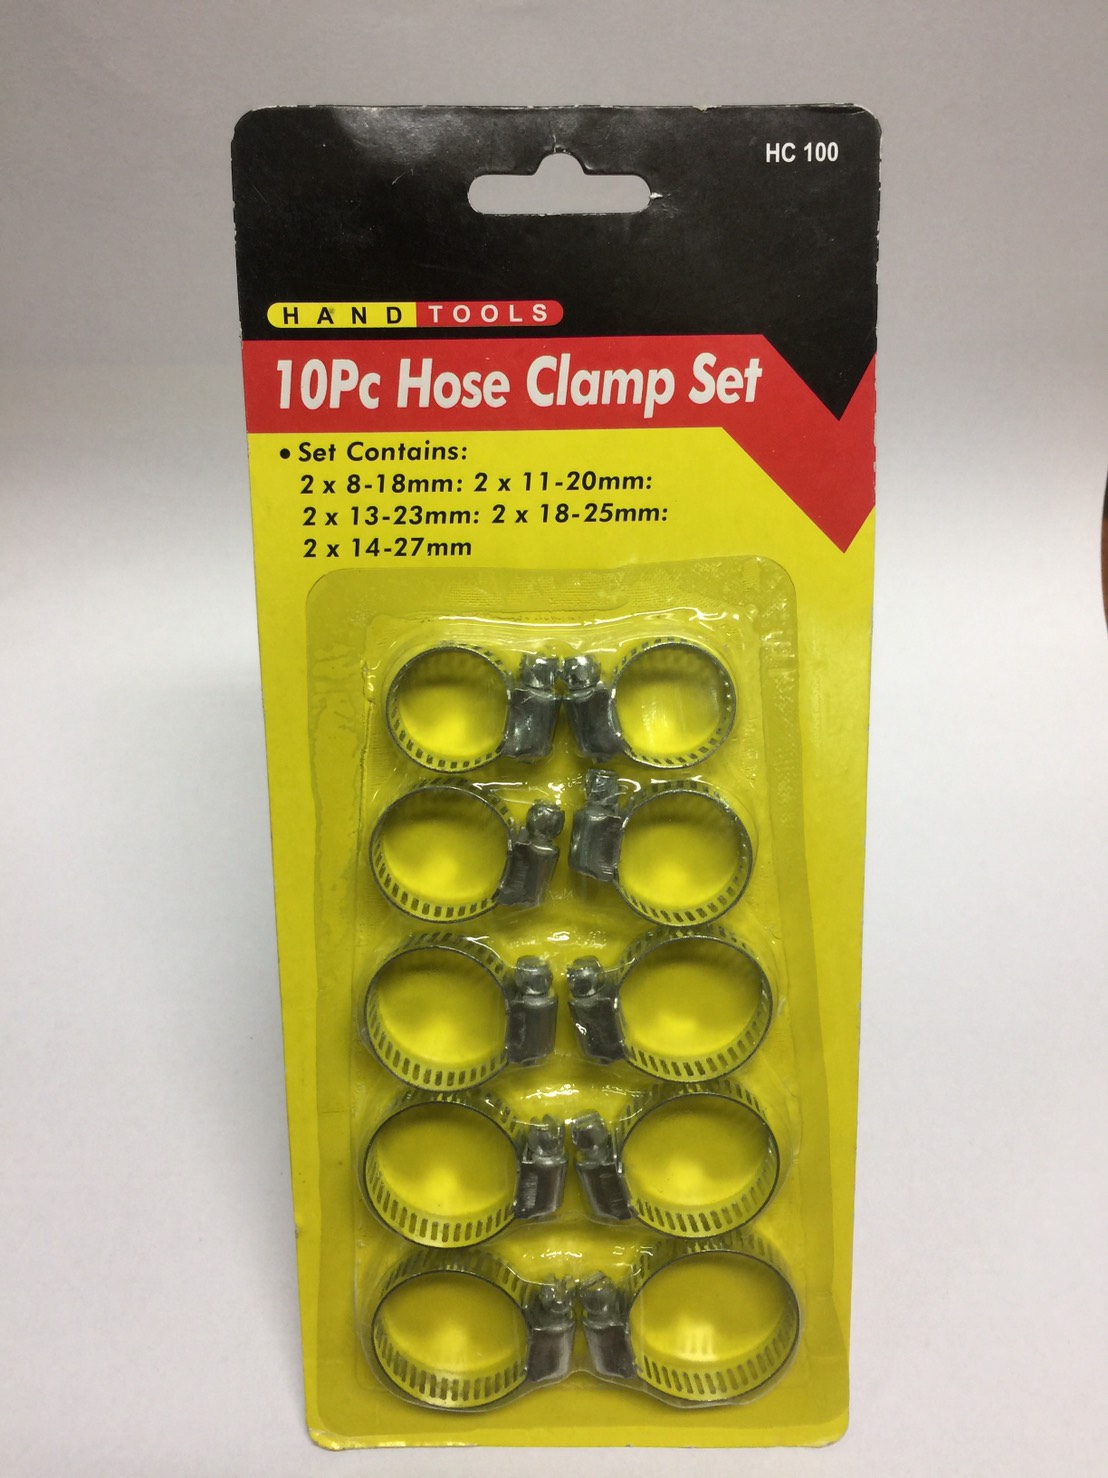 HC 100
HAND TOOLS
10Pc Hose Clamp Set
• Set Contains:
2 x 8-18mm: 2 x 11-20mm:
2 x 13-23mm: 2 x 18-25mm:
2 x 14-27mm